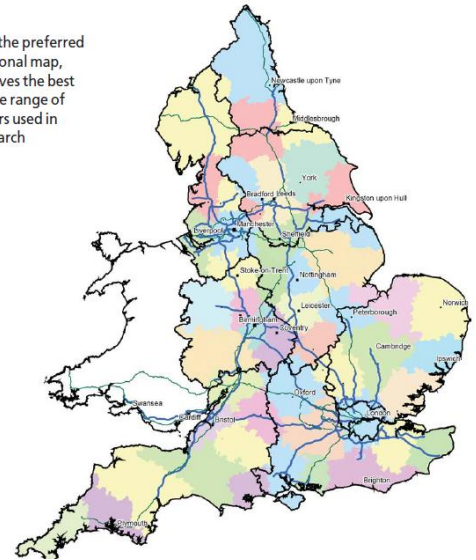 the preferred
onal map,
ves the best
e range of
rs used in
arch
Newcastle upon Tyne
Middlesbrough
York
Bradford Leeds
Kingston upon Hull
Liverpool
Manchester
Sheffield
Stoke-on-Trent
Nottingham
Norwich
Leicester
Peterborough
Birmingham
Coventry
Cambridge
Ipswich
Oxford
Swansea
Cardiff
London
Bristol
Brighton
Plymouth